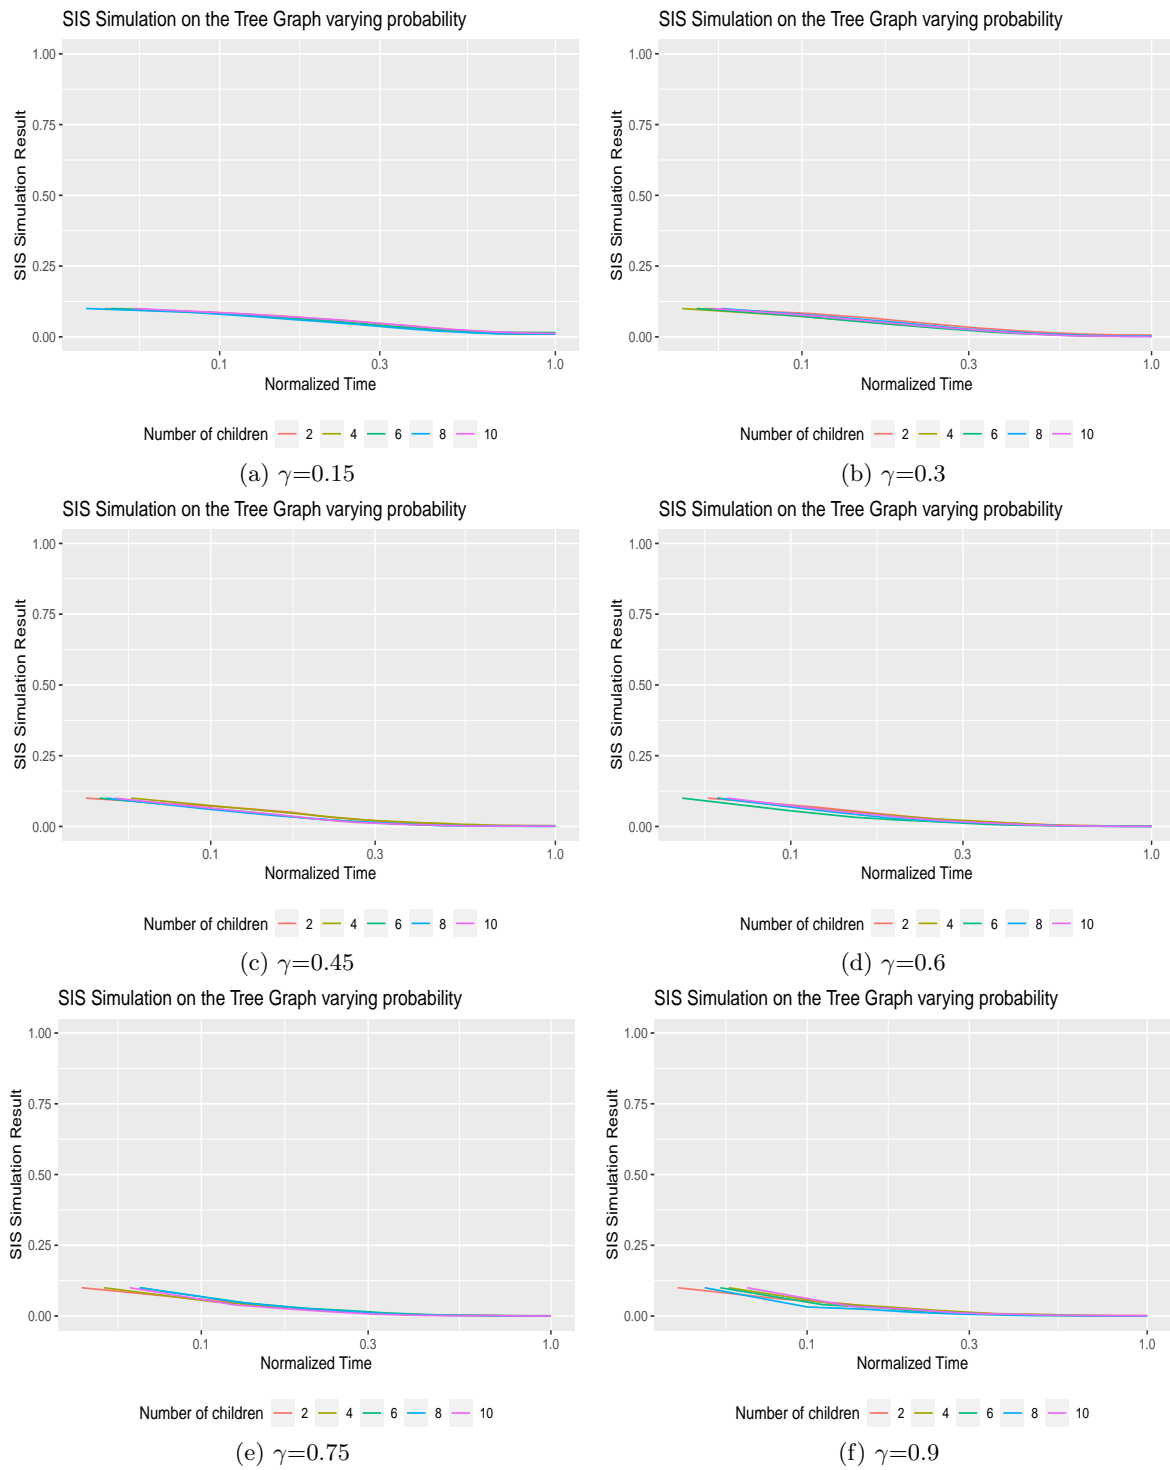 SIS Simulation on the Tree Graph varying probability
SIS Simulation Result
1.00
0.75
0.50
0.25
0.00
0.1 0.3 1.0
Normalized Time
Number of children 2 4 6 8 10
(a) γ=0.15
SIS Simulation on the Tree Graph varying probability
SIS Simulation Result
1.00
0.75
0.50
0.25
0.00
0.1 0.3 1.0
Normalized Time
Number of children 2 4 6 8 10
(b) γ=0.3
SIS Simulation on the Tree Graph varying probability
SIS Simulation Result
1.00
0.75
0.50
0.25
0.00
0.1 0.3 1.0
Normalized Time
Number of children 2 4 6 8 10
(c) γ=0.45
SIS Simulation on the Tree Graph varying probability
SIS Simulation Result
1.00
0.75
0.50
0.25
0.00
0.1 0.3 1.0
Normalized Time
Number of children 2 4 6 8 10
(d) γ=0.6
SIS Simulation on the Tree Graph varying probability
SIS Simulation Result
1.00
0.75
0.50
0.25
0.00
0.1 0.3 1.0
Normalized Time
Number of children 2 4 6 8 10
(e) γ=0.75
SIS Simulation on the Tree Graph varying probability
SIS Simulation Result
1.00
0.75
0.50
0.25
0.00
0.1 0.3 1.0
Normalized Time
Number of children 2 4 6 8 10
(f) γ=0.9